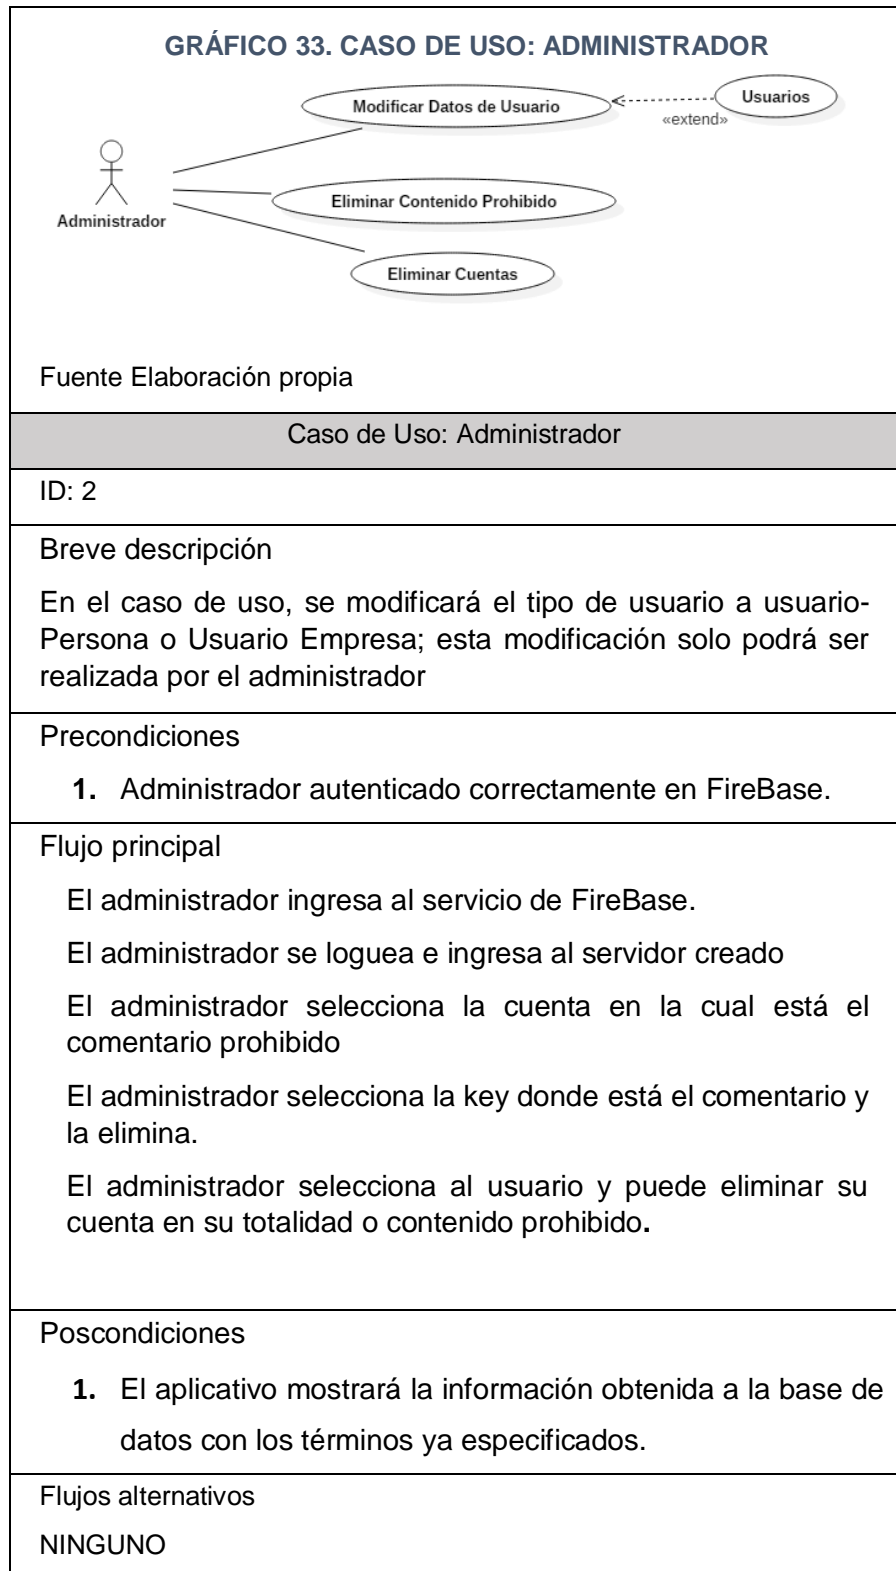 GRÁFICO 33. CASO DE USO: ADMINISTRADOR
Modificar Datos de Usuario
Usuarios
«extend»
Administrador
Eliminar Contenido Prohibido
Eliminar Cuentas
Fuente Elaboración propia
Caso de Uso: Administrador
ID: 2
Breve descripción
En el caso de uso, se modificará el tipo de usuario a usuario-
Persona o Usuario Empresa; esta modificación solo podrá ser
realizada por el administrador
Precondiciones
1. Administrador autenticado correctamente en FireBase.
Flujo principal
El administrador ingresa al servicio de FireBase.
El administrador se loguea e ingresa al servidor creado
El administrador selecciona la cuenta en la cual está el
comentario prohibido
El administrador selecciona la key donde está el comentario y
la elimina.
El administrador selecciona al usuario y puede eliminar su
cuenta en su totalidad o contenido prohibido.
Poscondiciones
1. El aplicativo mostrará la información obtenida a la base de
datos con los términos ya especificados.
Flujos alternativos
NINGUNO